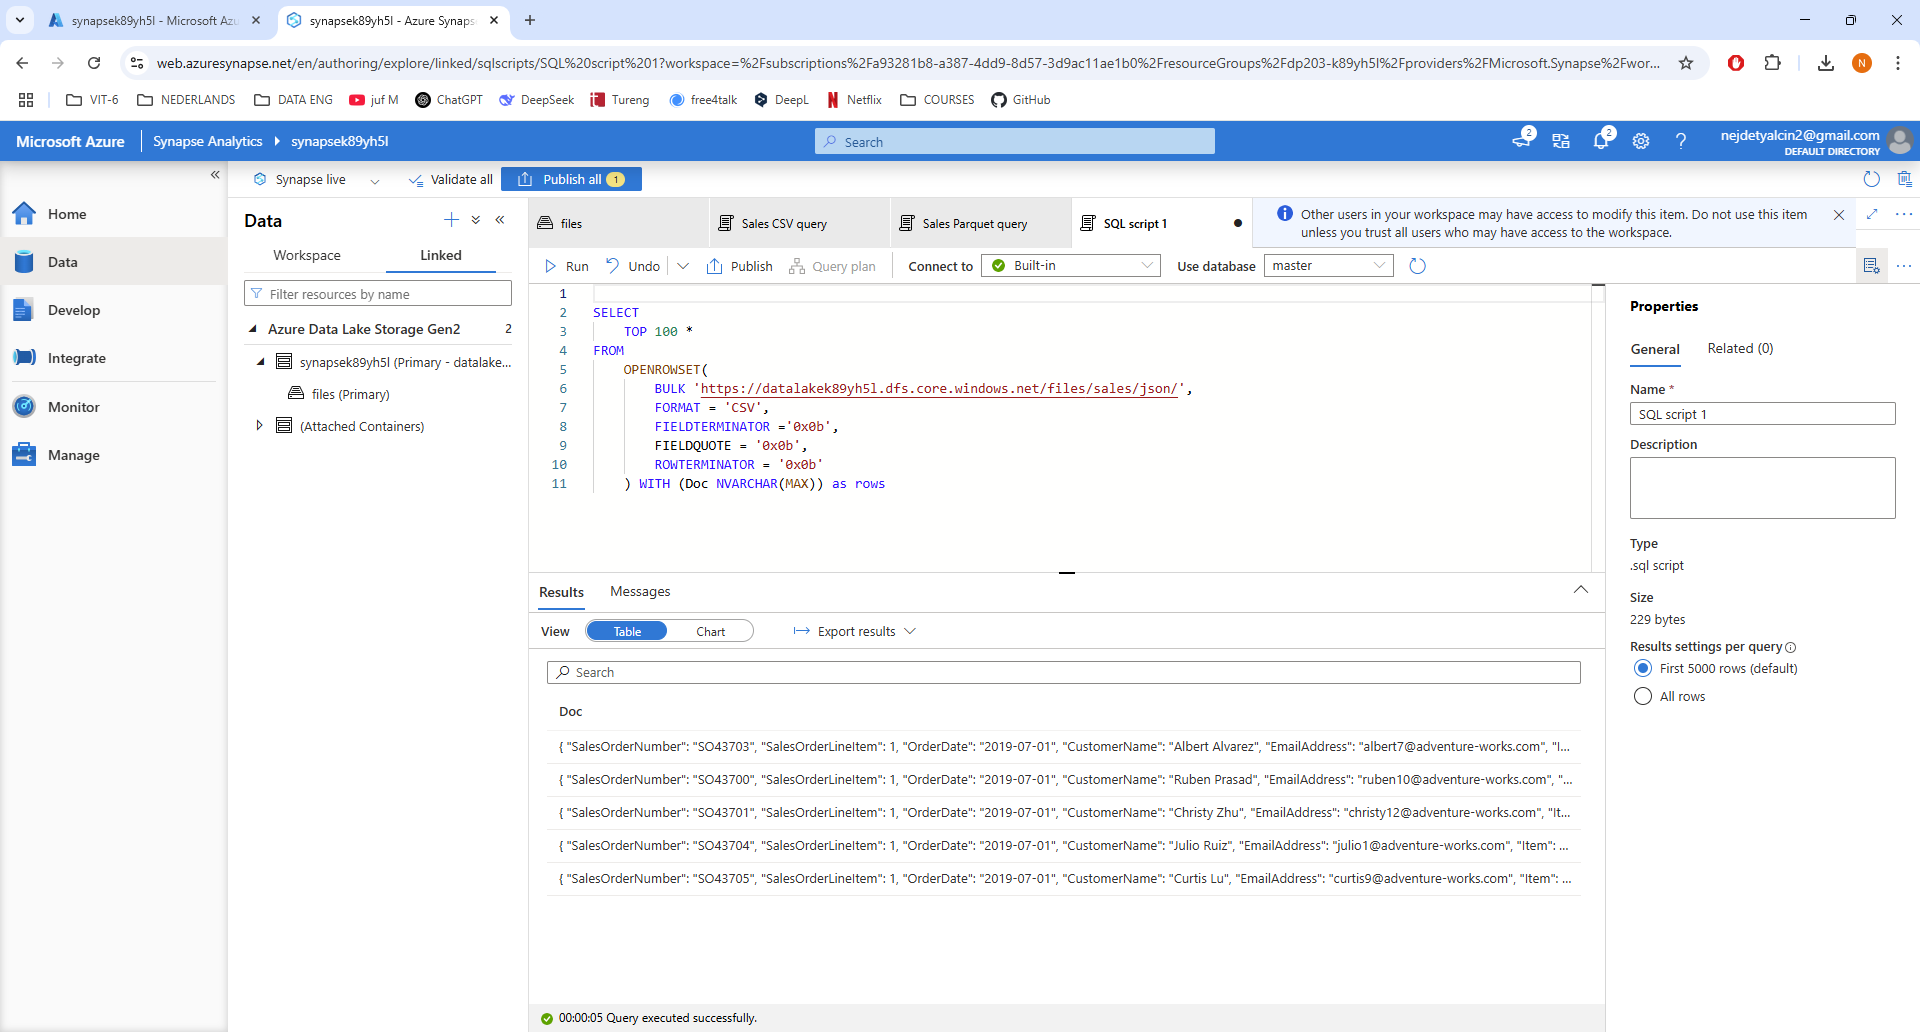 synapsek89yh5l - Microsoft Azu
synapsek89yh5l - Azure Synaps
web.azuresynapse.net/en/authoring/explore/linked/sqlscripts/SQL%20script%201?workspace=%2Fsubscriptions%2Fa93281b8-a387-4dd9-8d57-3d9ac11ae1b0%2FresourceGroups%2Fdp203-k89yh5l%2Fproviders%2FMicrosoft.Synapse%2Fwor...
N
VIT-6
NEDERLANDS
DATA ENG
juf M
ChatGPT
DeepSeek
Tureng
free4talk
DeepL
Netflix
COURSES
GitHub
Microsoft Azure
Synapse Analytics
synapsek89yh5l
Search
2
2
nejdetyalcin2@gmail.com
DEFAULT DIRECTORY
Home
Data
Develop
Integrate
Monitor
Manage
Synapse live
Validate all
Publish all 1
Data
Workspace
Linked
Filter resources by name
Azure Data Lake Storage Gen2 2
synapsek89yh5l (Primary - datalake...
files (Primary)
(Attached Containers)
files
Sales CSV query
Sales Parquet query
SQL script 1
Other users in your workspace may have access to modify this item. Do not use this item
unless you trust all users who may have access to the workspace.
Run
Undo
Publish
Query plan
Connect to
Built-in
Use database
master
1
2 SELECT
3 TOP 100 *
4 FROM
5 OPENROWSET(
6 BULK 'https://datalakek89yh5l.dfs.core.windows.net/files/sales/json/',
7 FORMAT = 'CSV',
8 FIELDTERMINATOR ='0x0b',
9 FIELDQUOTE = '0x0b',
10 ROWTERMINATOR = '0x0b'
11 ) WITH (Doc NVARCHAR(MAX)) as rows
Results
Messages
View
Table
Chart
Export results
Search
Doc
{ "SalesOrderNumber": "SO43703", "SalesOrderLineItem": 1, "OrderDate": "2019-07-01", "CustomerName": "Albert Alvarez", "EmailAddress": "albert7@adventure-works.com", "I...
{ "SalesOrderNumber": "SO43700", "SalesOrderLineItem": 1, "OrderDate": "2019-07-01", "CustomerName": "Ruben Prasad", "EmailAddress": "ruben10@adventure-works.com", "...
{ "SalesOrderNumber": "SO43701", "SalesOrderLineItem": 1, "OrderDate": "2019-07-01", "CustomerName": "Christy Zhu", "EmailAddress": "christy12@adventure-works.com", "It...
{ "SalesOrderNumber": "SO43704", "SalesOrderLineItem": 1, "OrderDate": "2019-07-01", "CustomerName": "Julio Ruiz", "EmailAddress": "julio1@adventure-works.com", "Item": ...
{ "SalesOrderNumber": "SO43705", "SalesOrderLineItem": 1, "OrderDate": "2019-07-01", "CustomerName": "Curtis Lu", "EmailAddress": "curtis9@adventure-works.com", "Item": ...
00:00:05 Query executed successfully.
Properties
General
Related (0)
Name *
SQL script 1
Description
Type
.sql script
Size
229 bytes
Results settings per query
First 5000 rows (default)
All rows